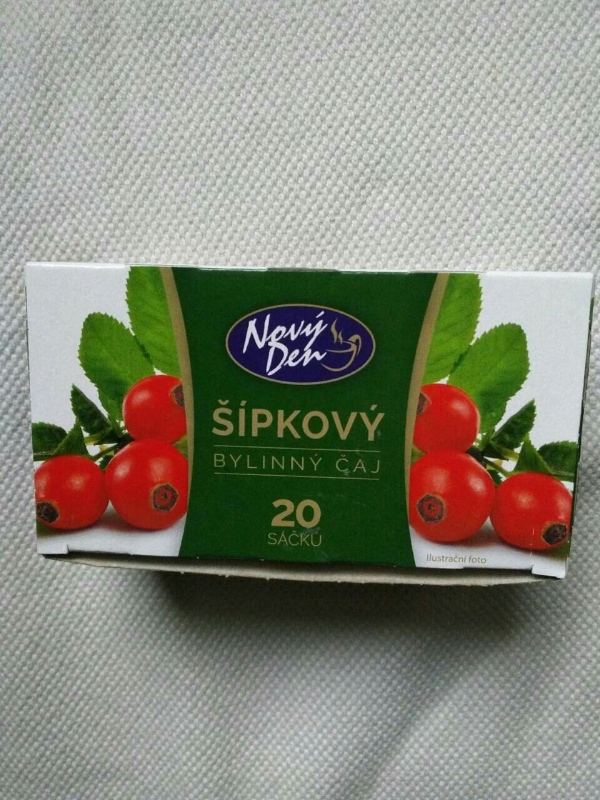 Nový
Den
ŠÍPKOVÝ
BYLINNÝ ČAJ
20
SÁČKŮ
Ilustrační foto